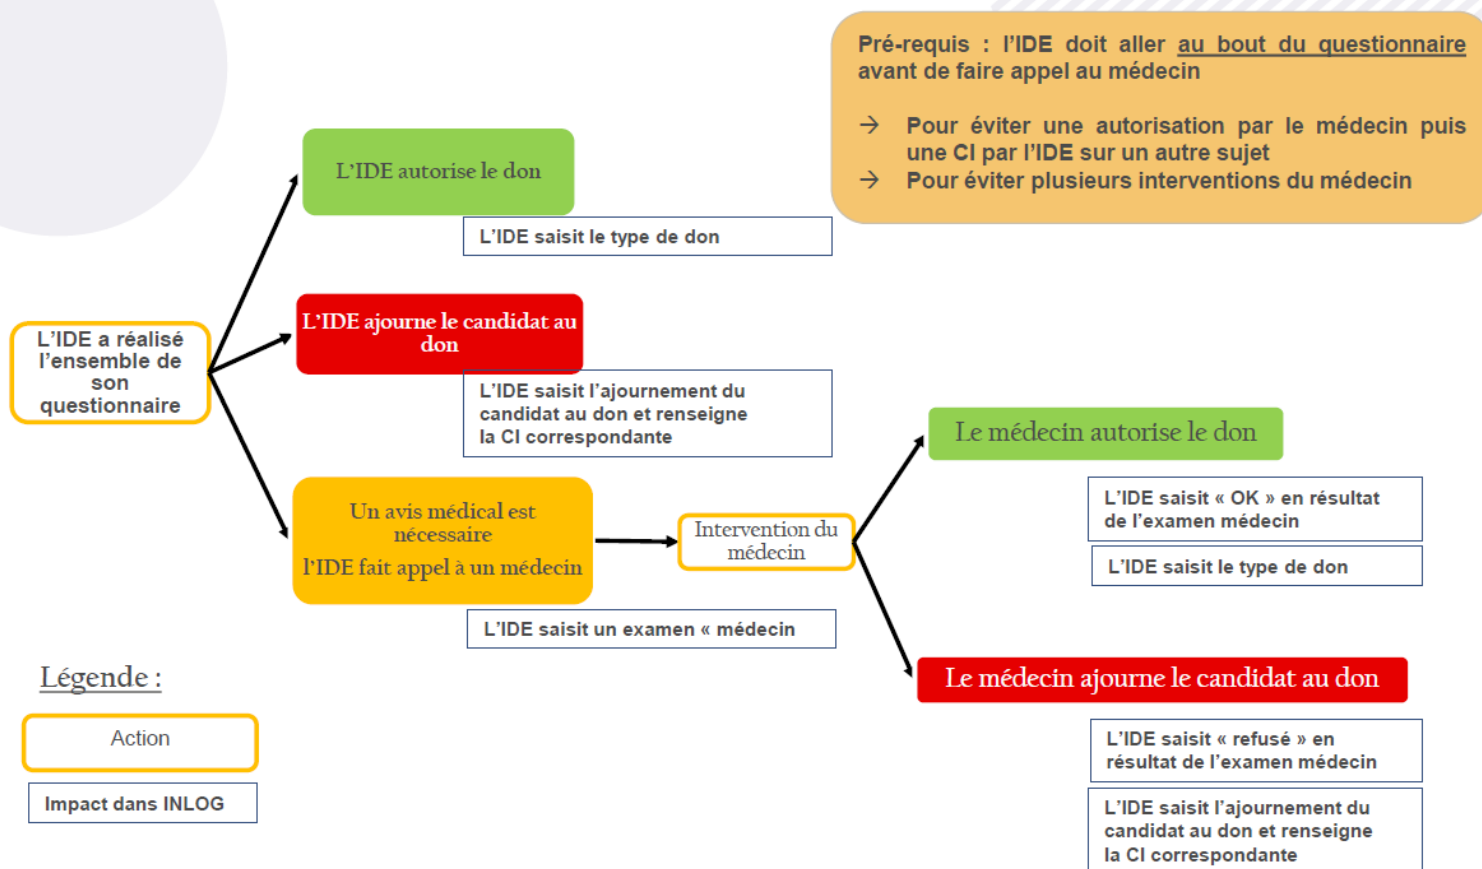 Pré-requis : l'IDE doit aller au bout du questionnaire
avant de faire appel au médecin
→ Pour éviter une autorisation par le médecin puis
une CI par l'IDE sur un autre sujet
→ Pour éviter plusieurs interventions du médecin
L'IDE autorise le don
L'IDE saisit le type de don
L'IDE a réalisé
l'ensemble de
son
questionnaire
L'IDE ajourne le candidat au
don
L'IDE saisit l'ajournement du
candidat au don et renseigne
la CI correspondante
Un avis médical est
nécessaire
l'IDE fait appel à un médecin
L'IDE saisit un examen « médecin
Intervention du
médecin
Le médecin autorise le don
L'IDE saisit « OK » en résultat
de l'examen médecin
L'IDE saisit le type de don
Le médecin ajourne le candidat au don
L'IDE saisit « refusé » en
résultat de l'examen médecin
L'IDE saisit l'ajournement du
candidat au don et renseigne
la CI correspondante
Légende :
Action
Impact dans INLOG